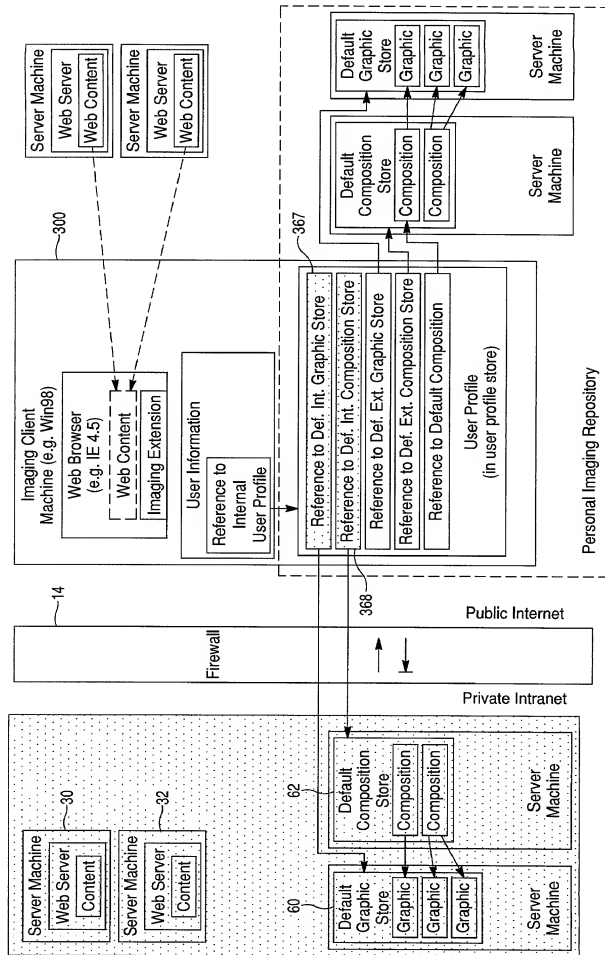 Server Machine
Web Server
Content
30
Server Machine
Web Server
Content
32
Default
Graphic
Store
Graphic
Graphic
Graphic
Server
Machine
60
Default
Composition
Store
Composition
Composition
Server
Machine
62
Private Intranet
Firewall
14
Public Internet
Imaging Client
Machine (e.g. Win98)
300
Web Browser
(e.g. IE 4.5)
Web Content
Imaging Extension
User Information
Reference to
Internal
User Profile
Reference to Def. Int. Graphic Store
Reference to Def. Int. Composition Store
Reference to Def. Ext. Graphic Store
Reference to Def. Ext. Composition Store
Reference to Default Composition
User Profile
(in user profile store)
367
368
Server Machine
Web Server
Web Content
Server Machine
Web Server
Web Content
Default
Composition
Store
Composition
Composition
Server
Machine
Default
Graphic
Store
Graphic
Graphic
Graphic
Server
Machine
Personal Imaging Repository